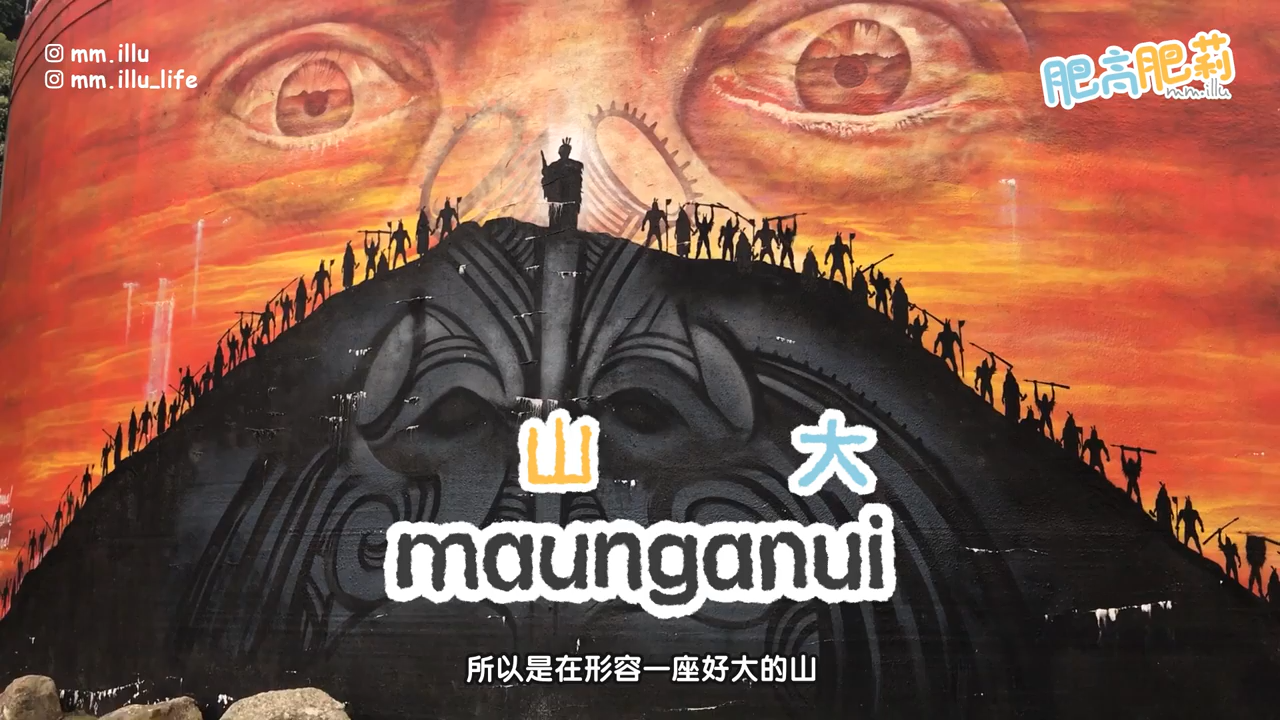 mm.illu
mm.illu_life
肥高肥莉
mm.illu
山 大
maunganui
所以是在形容一座好大的山